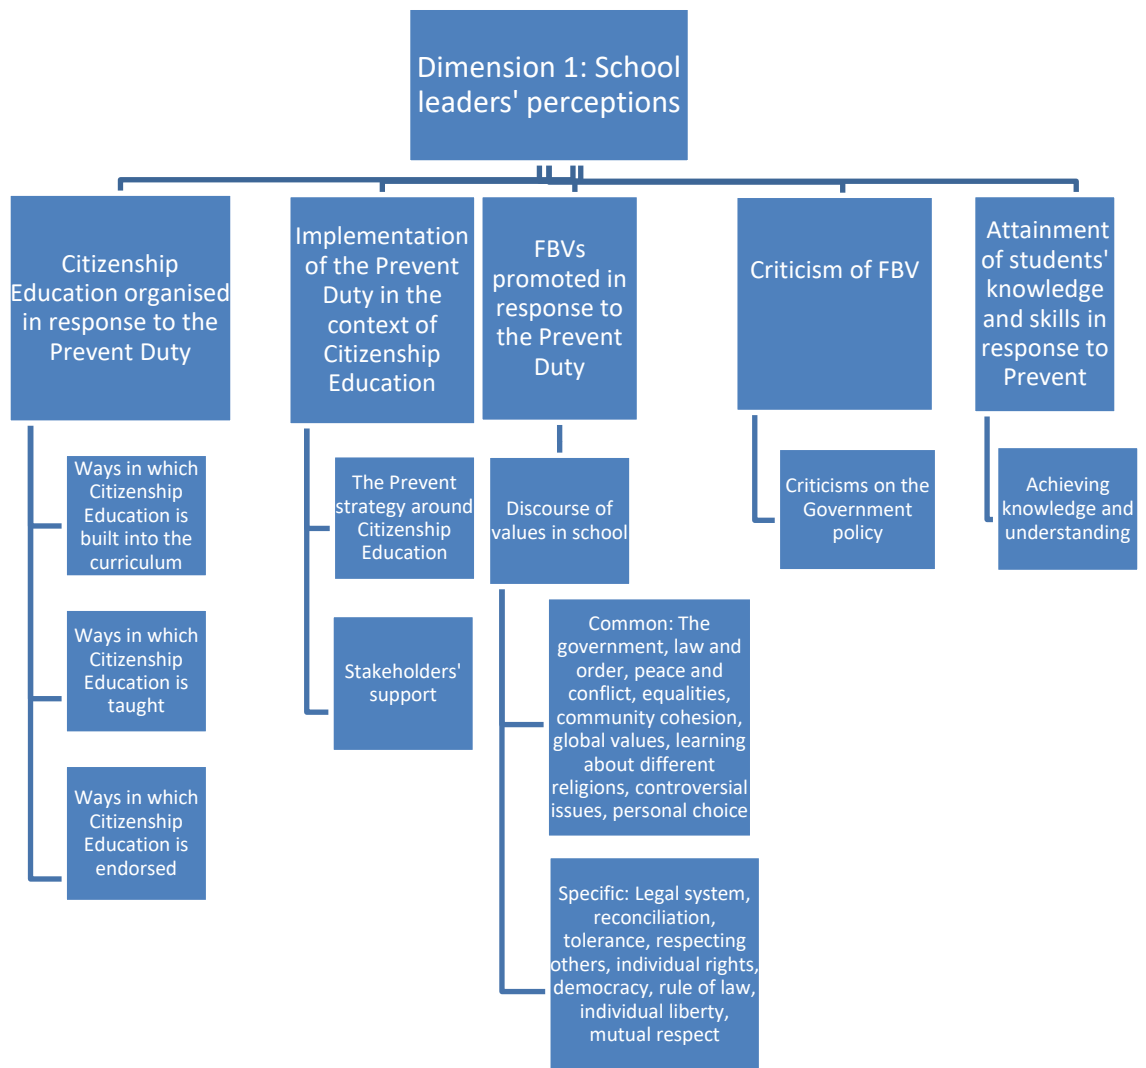 Dimension 1: School
leaders' perceptions
Citizenship
Education organised
in response to the
Prevent Duty
Ways in which
Citizenship
Education is
built into the
curriculum
Ways in which
Citizenship
Education is
taught
Ways in which
Citizenship
Education is
endorsed
Implementation
of the Prevent
Duty in the
context of
Citizenship
Education
The Prevent
strategy around
Citizenship
Education
Stakeholders'
support
FBVs
promoted in
response to
the Prevent
Duty
Discourse of
values in school
Common: The
government, law and
order, peace and
conflict, equalities,
community cohesion,
global values, learning
about different
religions, controversial
issues, personal choice
Specific: Legal system,
reconciliation,
tolerance, respecting
others, individual rights,
democracy, rule of law,
individual liberty,
mutual respect
Criticism of FBV
Criticisms on the
Government
policy
Attainment
of students'
knowledge
and skills in
response to
Prevent
Achieving
knowledge and
understanding